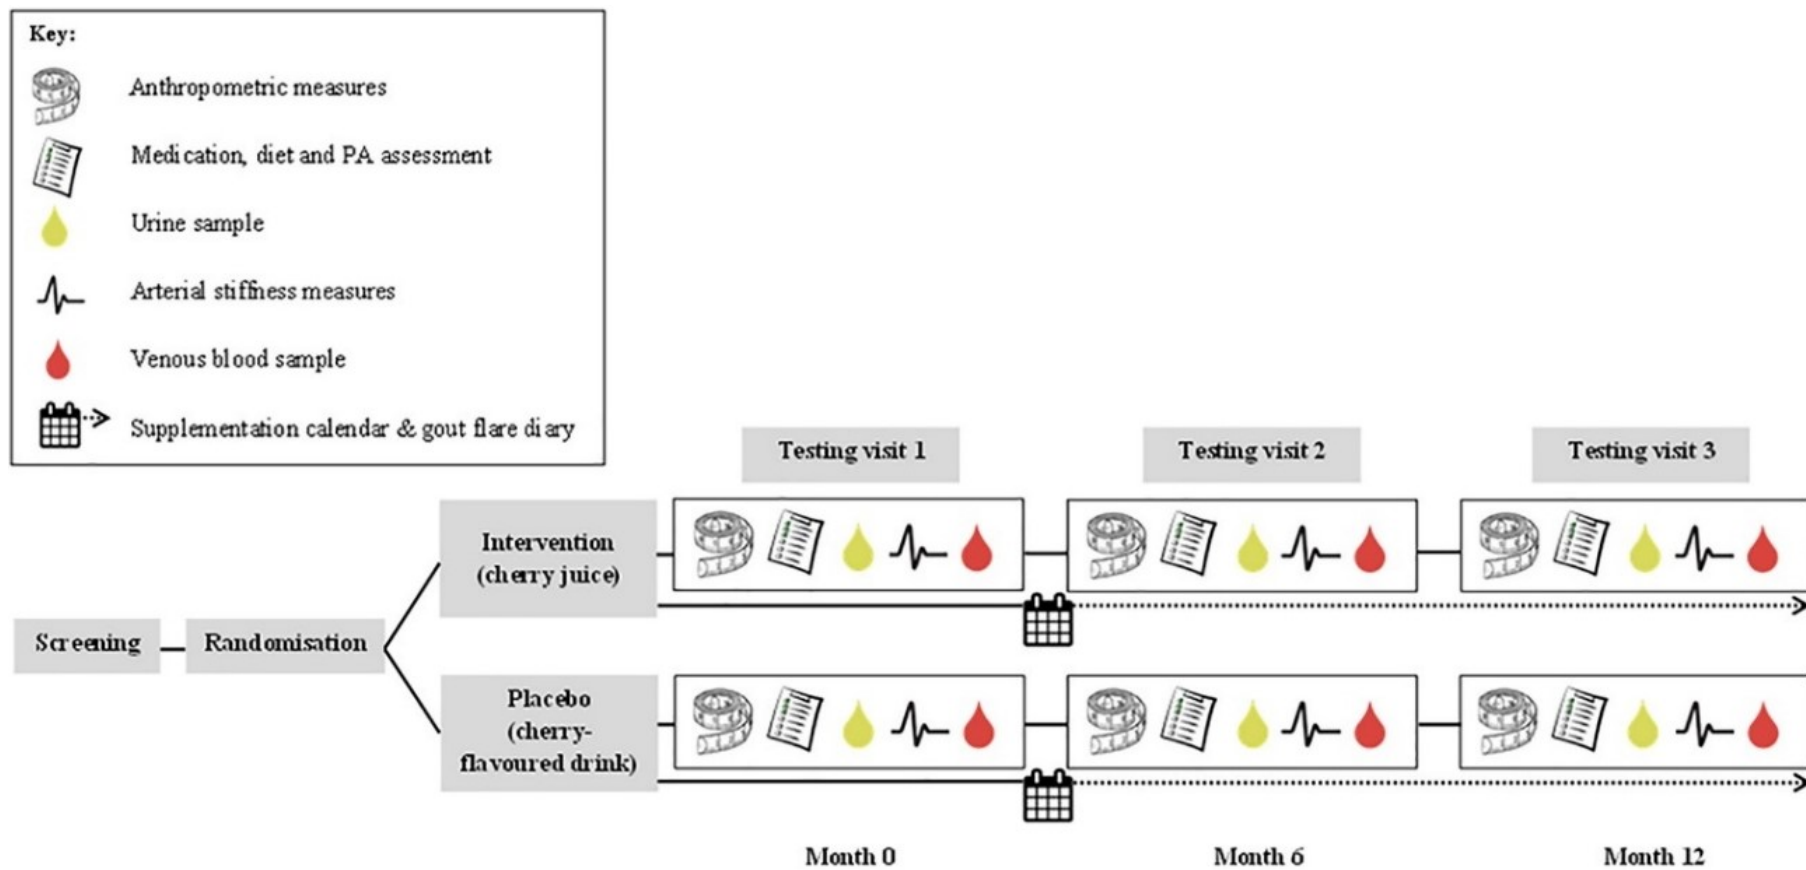 Key:
Anthropometric measures
Medication, diet and PA assessment
Urine sample
Arterial stiffness measures
Venous blood sample
Supplementation calendar & gout flare diary
Testing visit 1
Testing visit 2
Testing visit 3
Screening
Randomisation
Intervention
(cherry juice)
Placebo
(cherry-
flavoured drink)
Month 0
Month 6
Month 12